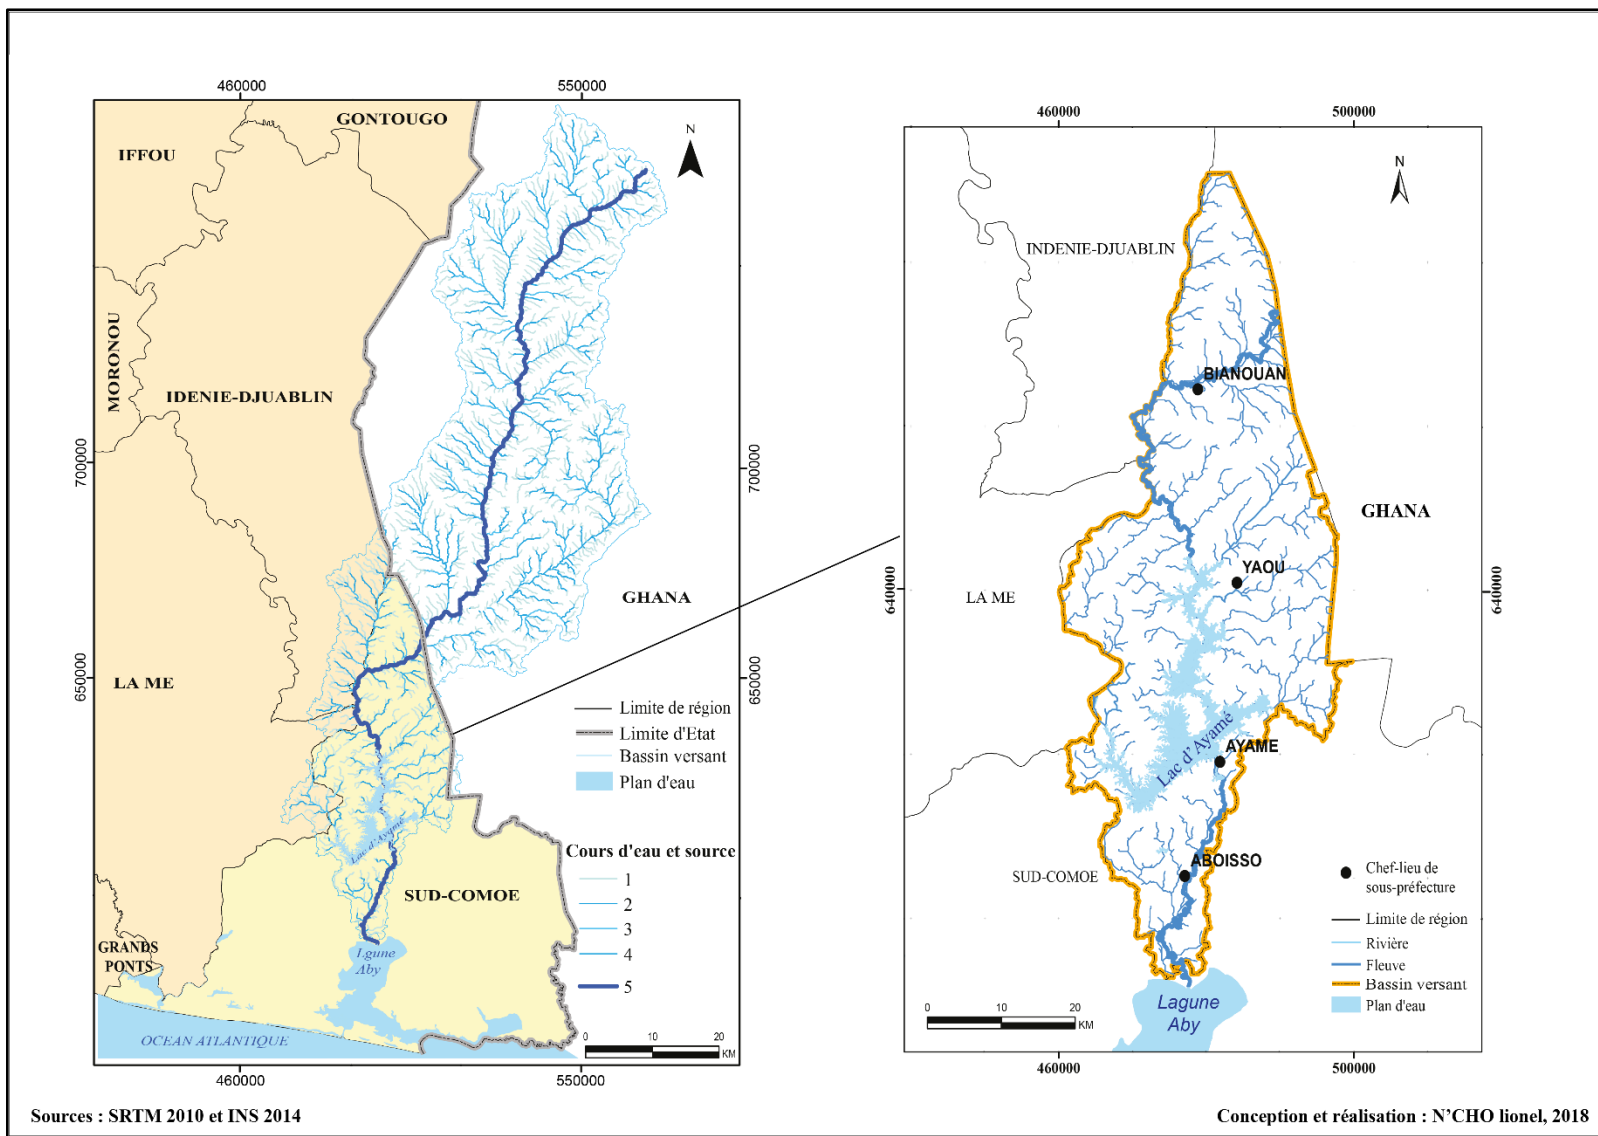 460000
550000
GONTOUGO
IFFOU
N
MORONOU
IDENIE-DJUABLIN
700000
700000
GHANA
LA ME
650000
650000
Limite de région
Limite d'Etat
Bassin versant
Plan d'eau
Lac d'Ayamé
Cours d'eau et source
1
2
3
4
5
SUD-COMOE
GRANDS
PONTS
Lgune
Aby
OCEAN ATLANTIQUE
0
10
20
KM
460000
550000
460000
500000
N
INDENIE-DJUABLIN
BIANOUAN
GHANA
YAOU
640000
LA ME
640000
Lac d'Ayamé
AYAME
ABOISSO
SUD-COMOE
Chef-lieu de
sous-préfecture
Limite de région
Rivière
Fleuve
Bassin versant
Plan d'eau
Lagune
Aby
0
10
20
KM
460000
500000
Sources : SRTM 2010 et INS 2014
Conception et réalisation : N'CHO lionel, 2018